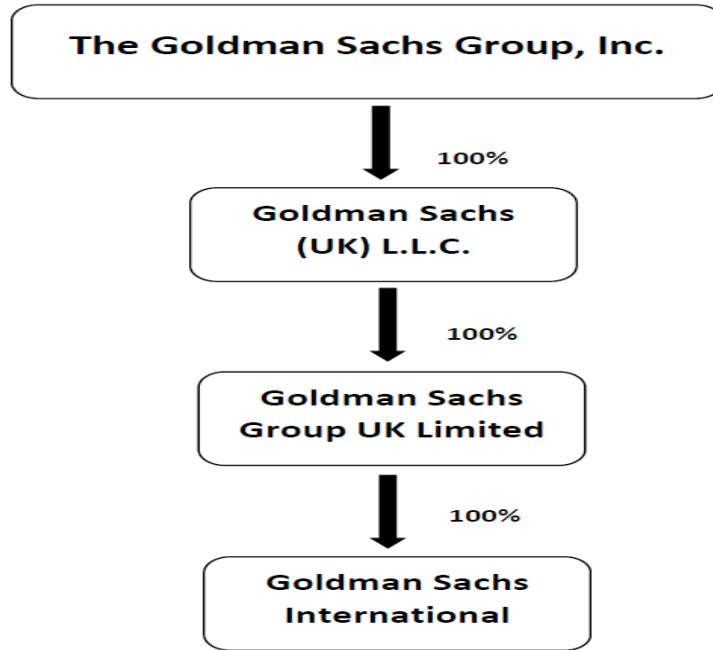 The Goldman Sachs Group, Inc.
100%
Goldman Sachs
(UK) L.L.C.
100%
Goldman Sachs
Group UK Limited
100%
Goldman Sachs
International